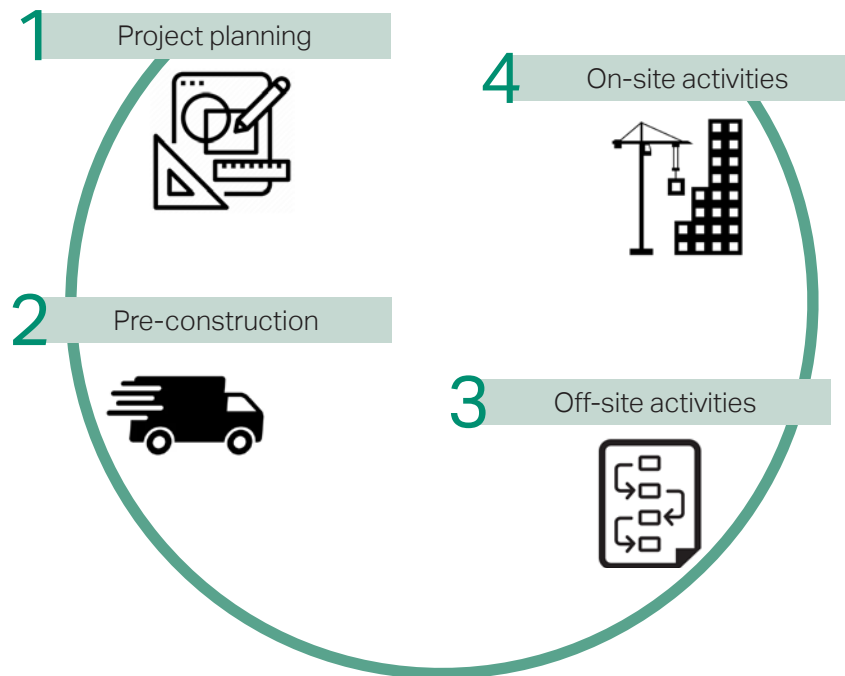 1 Project planning
2 Pre-construction
3 Off-site activities
4 On-site activities